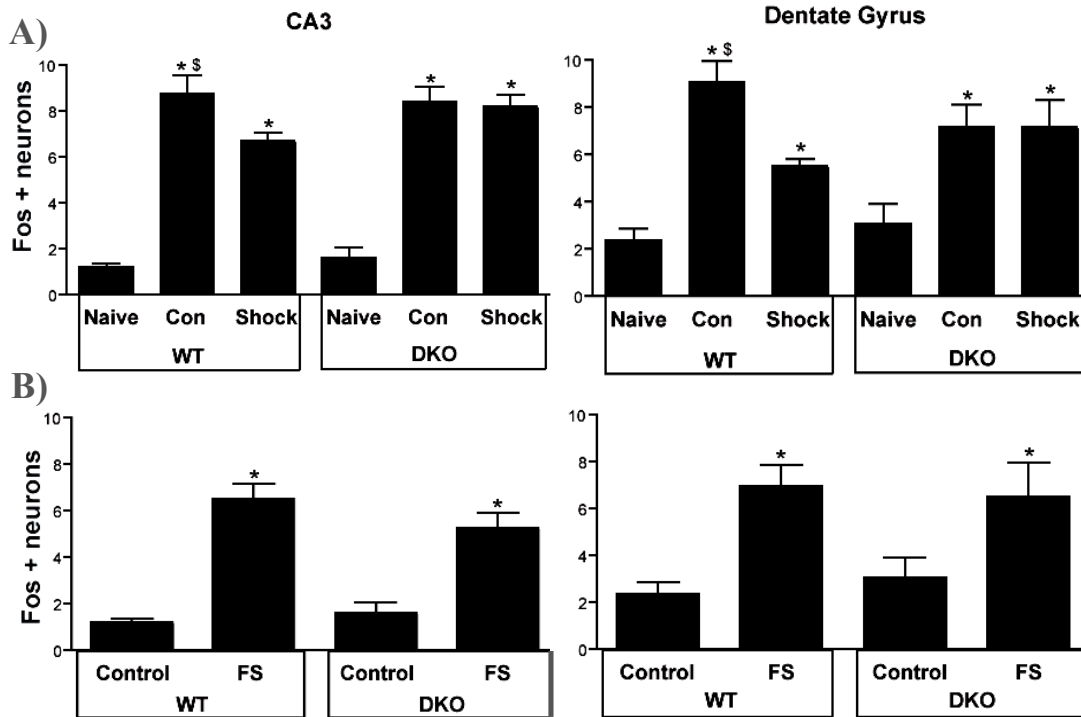 A)
CA3
Dentate Gyrus
Fos + neurons
10
8
6
4
2
0
* $
*
*
*
Naive Con Shock Naive Con Shock
WT DKO
10
8
6
4
2
0
* $
*
*
*
Naive Con Shock Naive Con Shock
WT DKO
B)
Fos + neurons
10
8
6
4
2
0
*
*
Control FS Control FS
WT DKO
10
8
6
4
2
0
*
*
Control FS Control FS
WT DKO